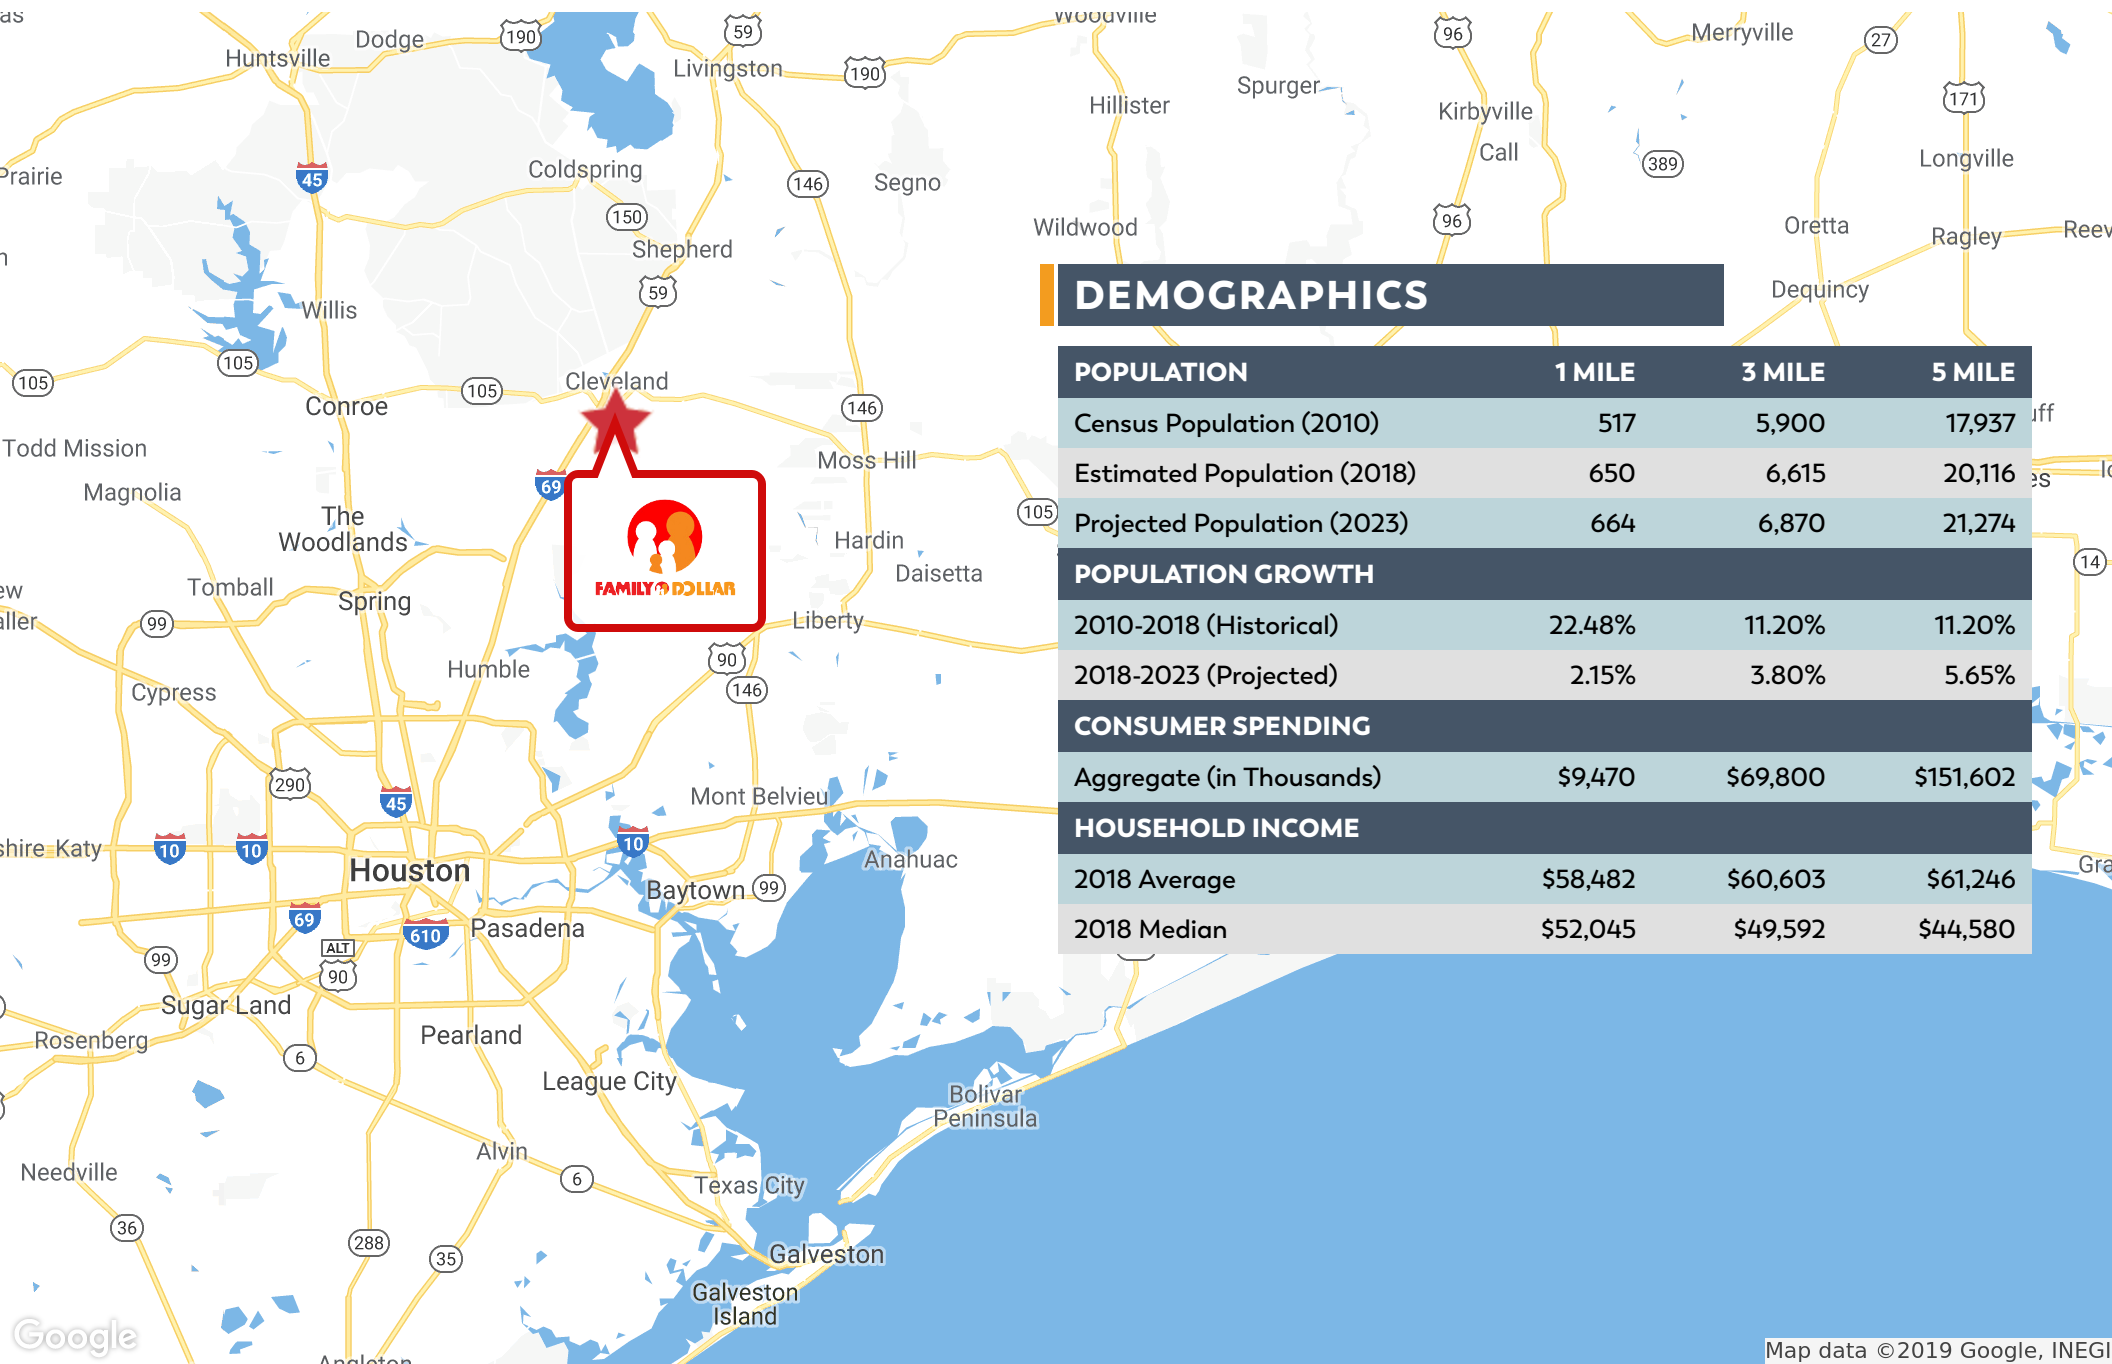 as
Dodge
190
59
Woodville
96
Merryville
27
Huntsville
Livingston
190
Spurger
171
Hillister
Kirbyville
Call
389
Longville
Prairie
45
Coldspring
146
Segno
150
96
Wildwood
Oretta
Ragley
Reev
Shepherd
59
Dequincy
Willis
105
105
105
Cleveland
Conroe
146
Todd Mission
Moss Hill
Magnolia
69
105
The
Woodlands
Hardin
Daisetta
14
FAMILY DOLLAR
Tomball
Spring
ew
aller
99
Liberty
90
Humble
146
Cypress
290
45
Mont Belvieu
shire
Katy
10
10
10
Houston
Anahuac
Baytown
99
Gra
69
610
Pasadena
ALT
90
99
Sugar Land
Rosenberg
6
Pearland
League City
Bolivar
Peninsula
Alvin
6
Needville
Texas City
36
288
35
Galveston
Galveston
Island
Angleton
DEMOGRAPHICS
POPULATION 1 MILE 3 MILE 5 MILE
Census Population (2010) 517 5,900 17,937
Estimated Population (2018) 650 6,615 20,116
Projected Population (2023) 664 6,870 21,274
POPULATION GROWTH
2010-2018 (Historical) 22.48% 11.20% 11.20%
2018-2023 (Projected) 2.15% 3.80% 5.65%
CONSUMER SPENDING
Aggregate (in Thousands) $9,470 $69,800 $151,602
HOUSEHOLD INCOME
2018 Average $58,482 $60,603 $61,246
2018 Median $52,045 $49,592 $44,580
Google
Map data ©2019 Google, INEGI